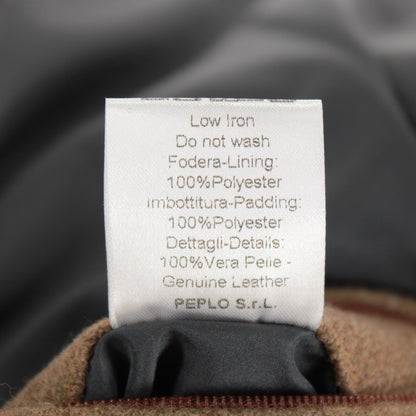 Low Iron
Do not wash
Fodera-Lining:
100%Polyester
Imbottitura-Padding:
100%Polyester
Dettagli-Details:
100%Vera Pelle -
Genuine Leather
PEPLO S.r.L.